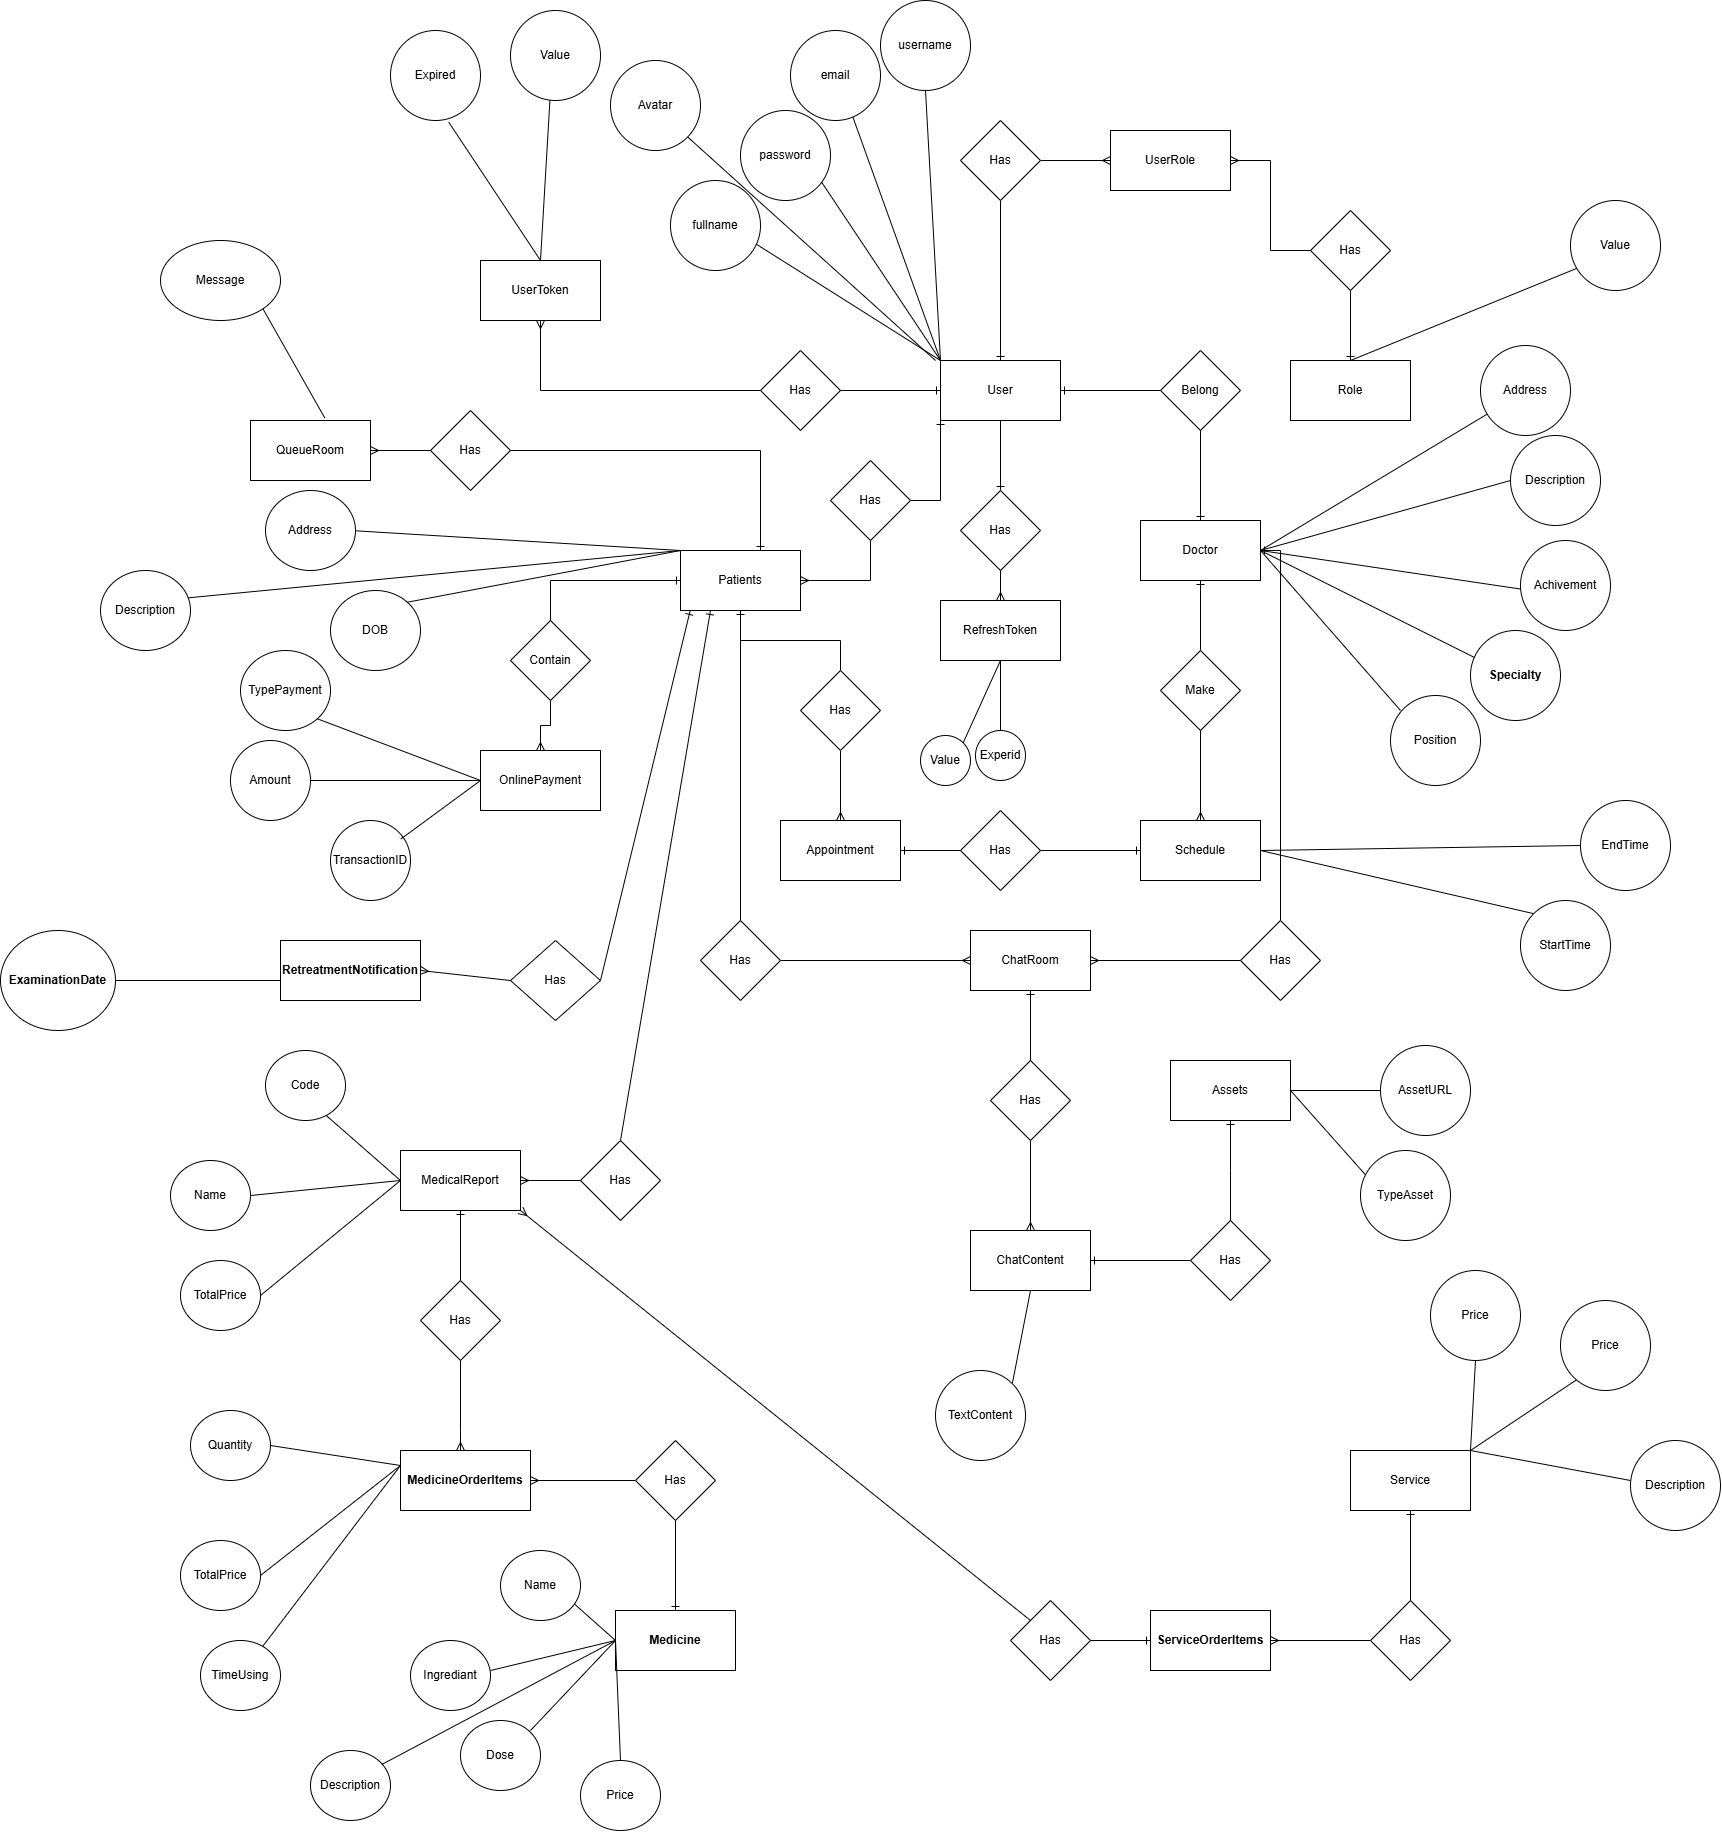 username
Value
Expired
email
Avatar
password
Has
UserRole
fullname
Value
Has
Message
UserToken
Has
User
Belong
Role
Address
QueueRoom
Has
Has
Description
Address
Has
Doctor
Patients
Achivement
Description
DOB
RefreshToken
Contain
Specialty
TypePayment
Make
Has
Position
Value
Experid
Amount
OnlinePayment
TransactionID
Appointment
Has
Schedule
EndTime
StartTime
ExaminationDate
RetreatmentNotification
Has
Has
ChatRoom
Has
Code
Has
Assets
AssetURL
Name
MedicalReport
Has
TypeAsset
TotalPrice
ChatContent
Has
Has
Price
Price
TextContent
Quantity
MedicineOrderItems
Has
Service
Description
TotalPrice
Name
TimeUsing
Ingrediant
Medicine
Has
ServiceOrderItems
Has
Dose
Description
Price